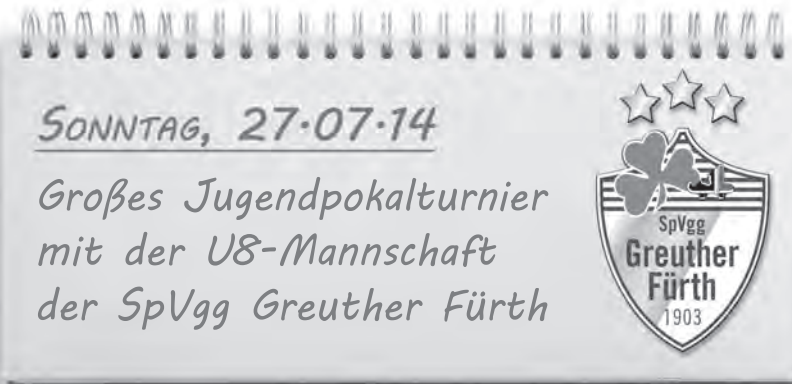 SONNTAG, 27.07.14
Großes Jugendpokalturnier
mit der U8-Mannschaft
der SpVgg Greuther Fürth
SpVgg
Greuther
Fürth
1903